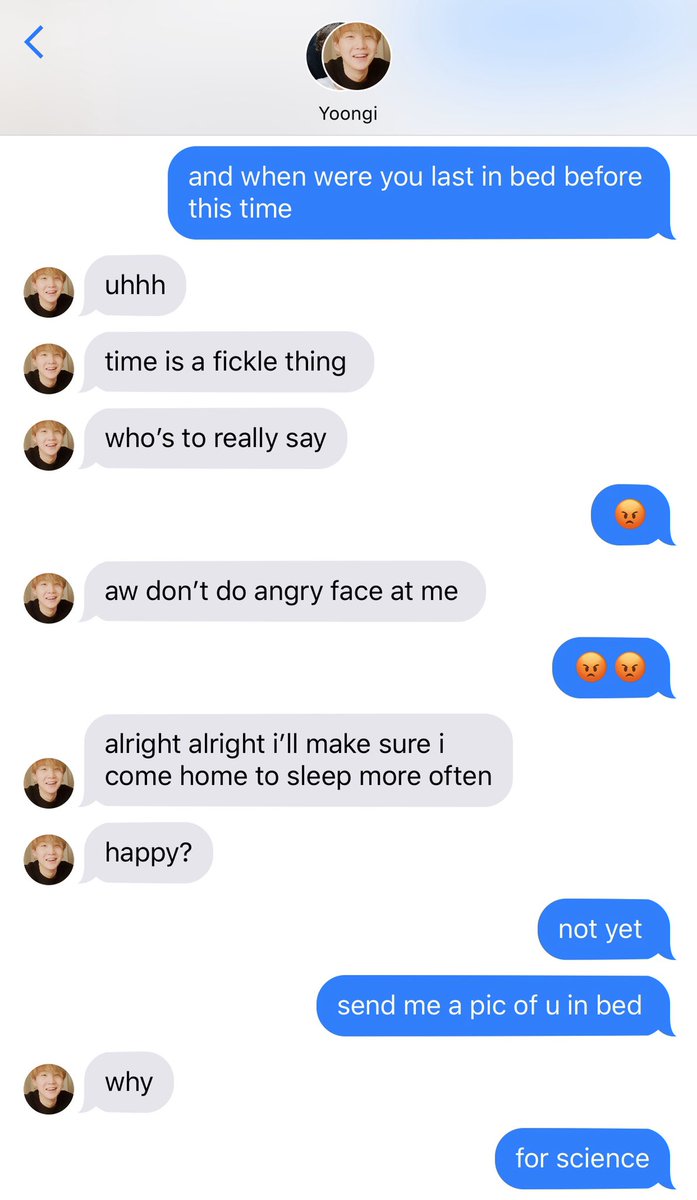 Yoongi
and when were you last in bed before
this time
uhhh
time is a fickle thing
who’s to really say
😡
aw don’t do angry face at me
😡 😡
alright alright i’ll make sure i
come home to sleep more often
happy?
not yet
send me a pic of u in bed
why
for science